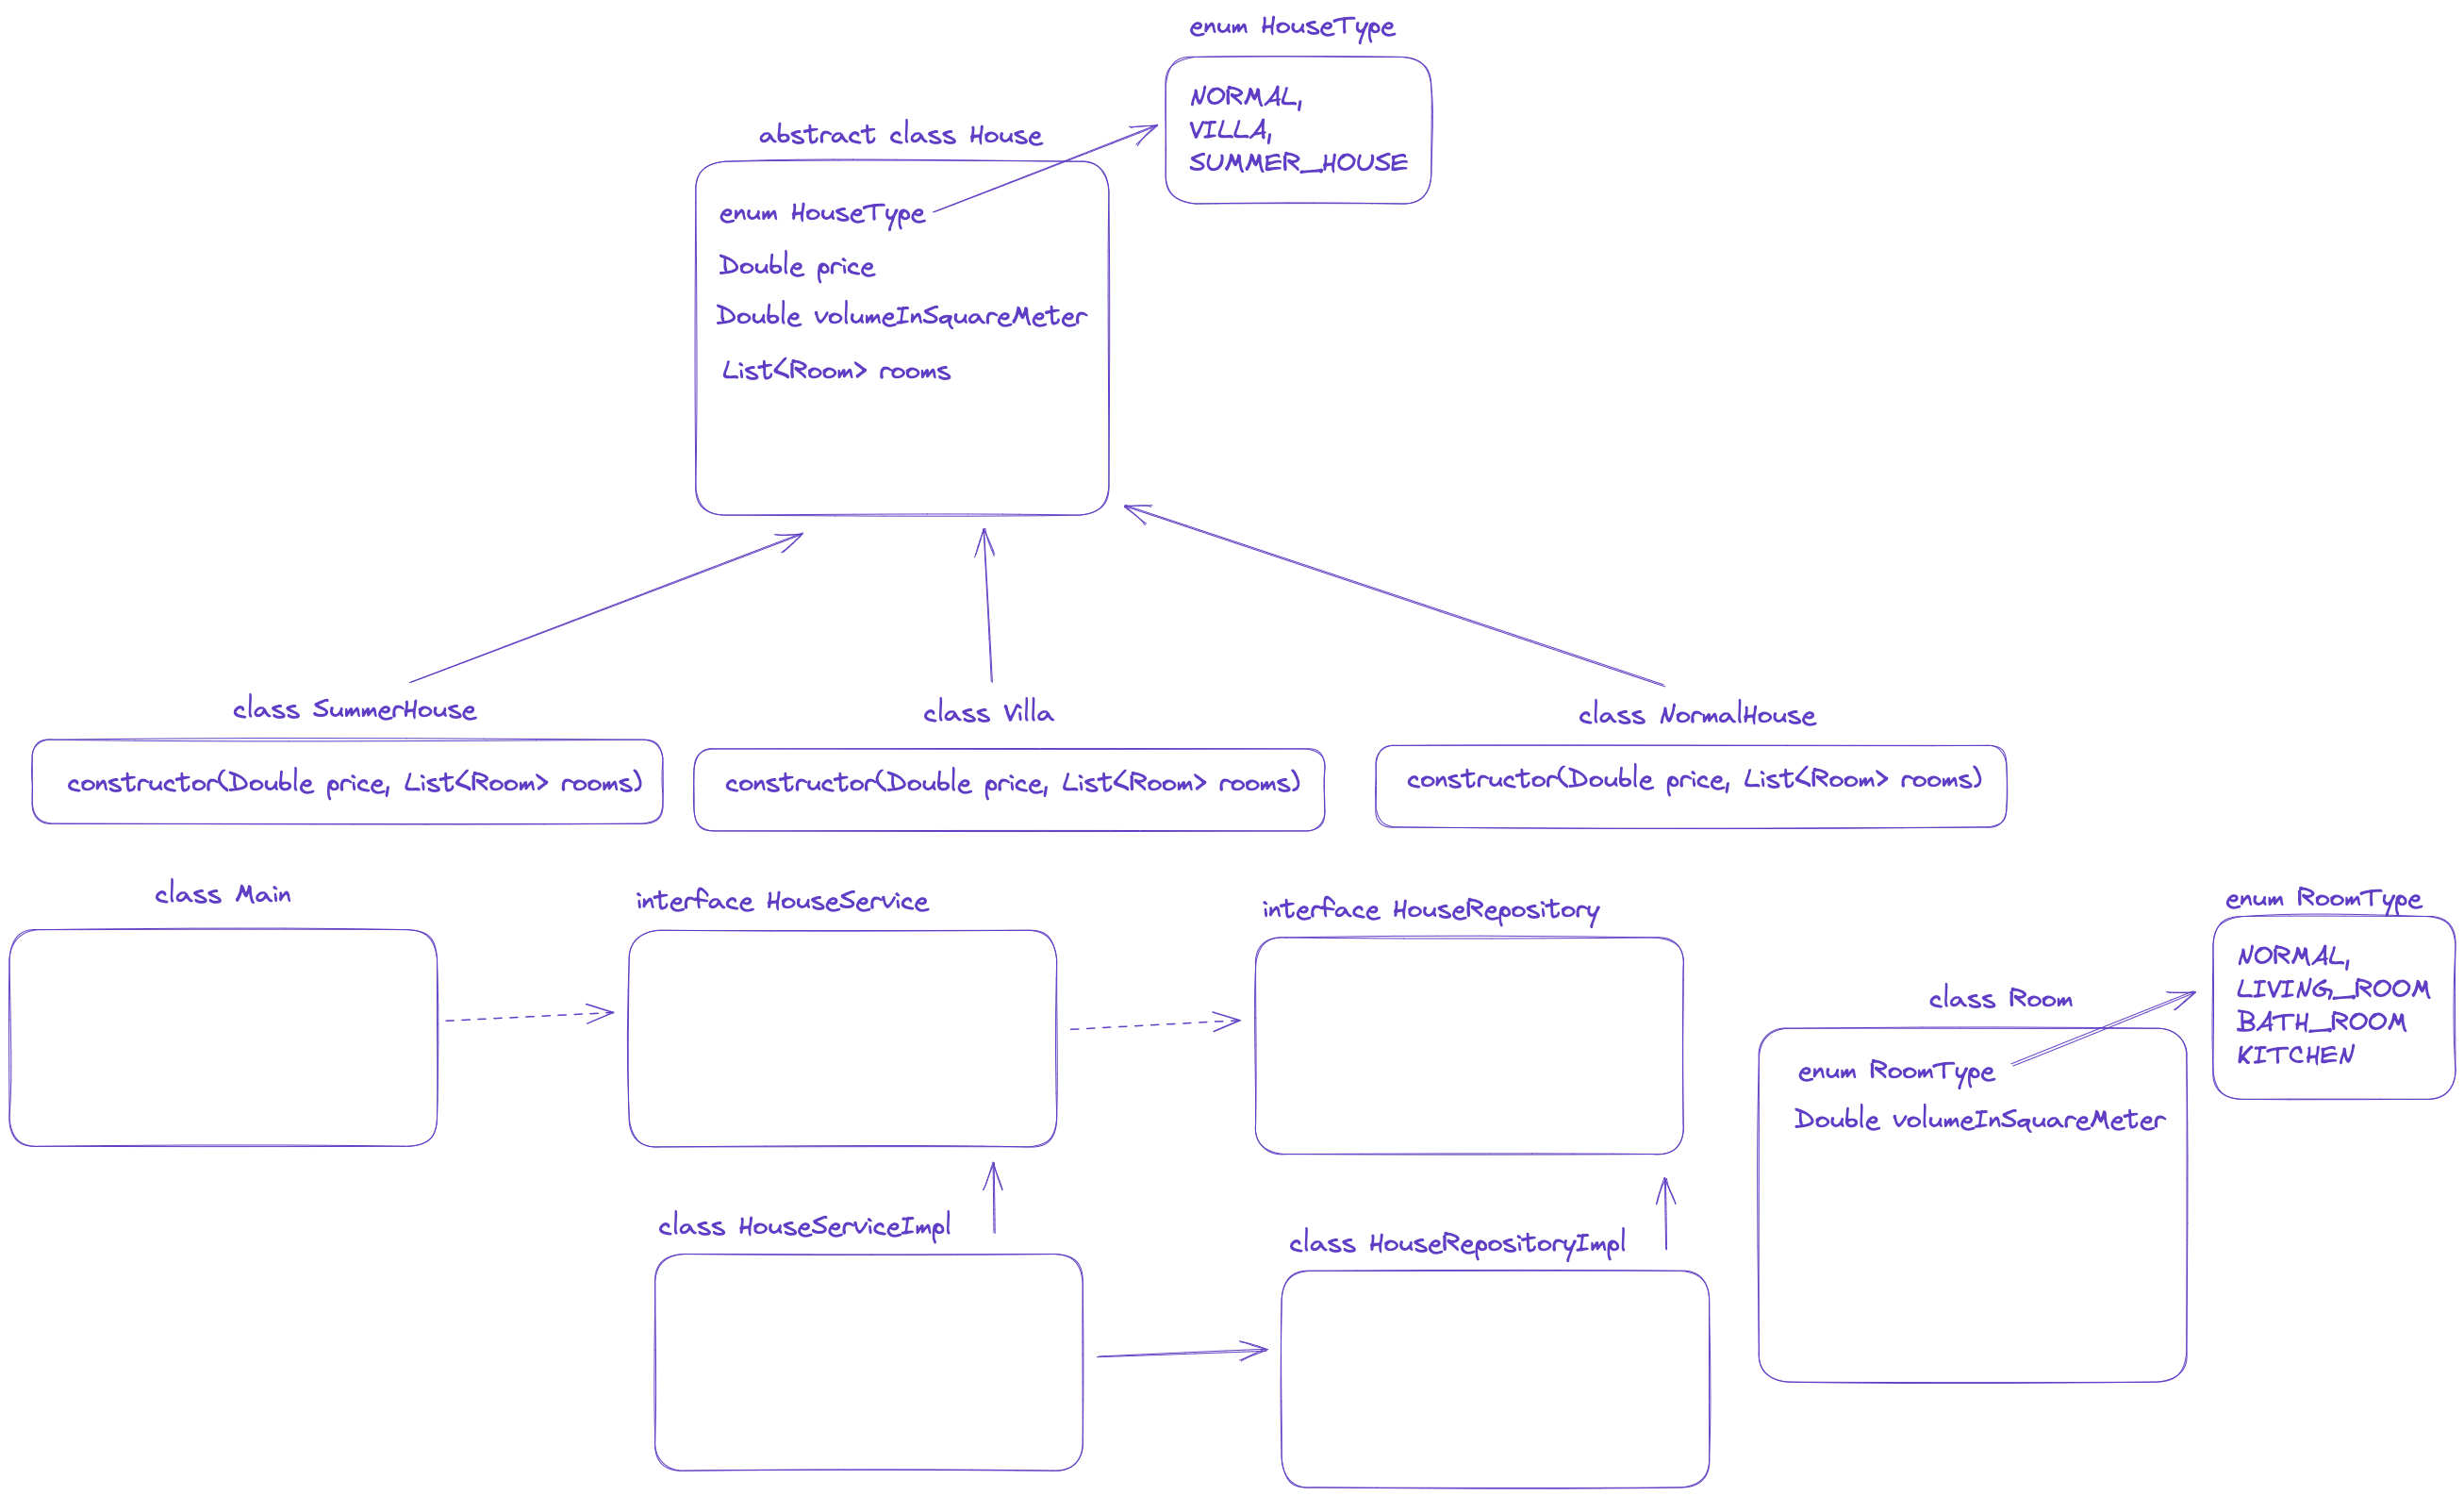 enum HouseType
NORMAL,
VILLA,
SUMMER_HOUSE
abstract class House
enum HouseType
Double price
Double volumeInSquareMeter
List<Room> rooms
class SummerHouse
constructor(Double price, List<Room> rooms)
class Villa
constructor(Double price, List<Room> rooms)
class NormalHouse
constructor(Double price, List<Room> rooms)
class Main
interface HouseService
interface HouseRepository
enum RoomType
NORMAL,
LIVING_ROOM
BATH_ROOM
KITCHEN
class Room
enum RoomType
Double volumeInSquareMeter
class HouseServiceImpl
class HouseRepositoryImpl